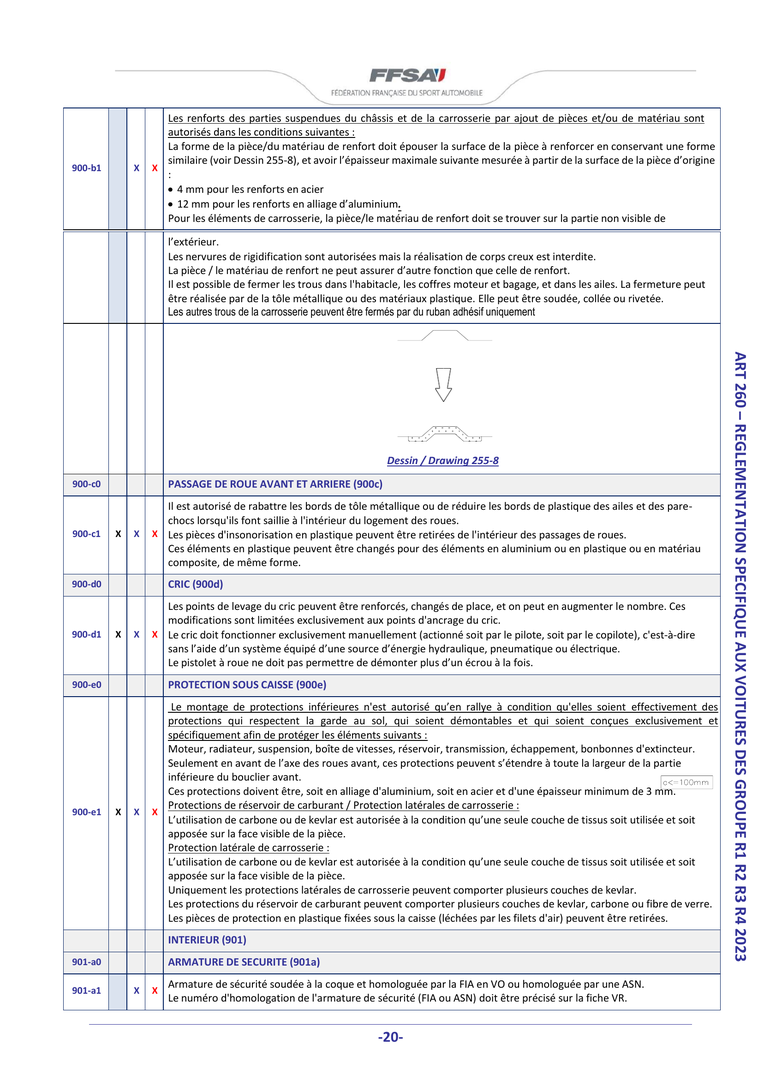 FFSA
FÉDÉRATION FRANÇAISE DU SPORT AUTOMOBILE
900-b1 X X
Les renforts des parties suspendues du châssis et de la carrosserie par ajout de pièces et/ou de matériau sont
autorisés dans les conditions suivantes :
La forme de la pièce/du matériau de renfort doit épouser la surface de la pièce à renforcer en conservant une forme
similaire (voir Dessin 255-8), et avoir l’épaisseur maximale suivante mesurée à partir de la surface de la pièce d’origine
:
• 4 mm pour les renforts en acier
• 12 mm pour les renforts en alliage d’aluminium.
Pour les éléments de carrosserie, la pièce/le matériau de renfort doit se trouver sur la partie non visible de
l’extérieur.
Les nervures de rigidification sont autorisées mais la réalisation de corps creux est interdite.
La pièce / le matériau de renfort ne peut assurer d’autre fonction que celle de renfort.
Il est possible de fermer les trous dans l'habitacle, les coffres moteur et bagage, et dans les ailes. La fermeture peut
être réalisée par de la tôle métallique ou des matériaux plastique. Elle peut être soudée, collée ou rivetée.
Les autres trous de la carrosserie peuvent être fermés par du ruban adhésif uniquement
Dessin / Drawing 255-8
900-c0 PASSAGE DE ROUE AVANT ET ARRIERE (900c)
900-c1 X X X
Il est autorisé de rabattre les bords de tôle métallique ou de réduire les bords de plastique des ailes et des pare-
chocs lorsqu'ils font saillie à l'intérieur du logement des roues.
Les pièces d'insonorisation en plastique peuvent être retirées de l'intérieur des passages de roues.
Ces éléments en plastique peuvent être changés pour des éléments en aluminium ou en plastique ou en matériau
composite, de même forme.
900-d0 CRIC (900d)
900-d1 X X X
Les points de levage du cric peuvent être renforcés, changés de place, et on peut en augmenter le nombre. Ces
modifications sont limitées exclusivement aux points d'ancrage du cric.
Le cric doit fonctionner exclusivement manuellement (actionné soit par le pilote, soit par le copilote), c'est-à-dire
sans l’aide d’un système équipé d’une source d’énergie hydraulique, pneumatique ou électrique.
Le pistolet à roue ne doit pas permettre de démonter plus d’un écrou à la fois.
900-e0 PROTECTION SOUS CAISSE (900e)
900-e1 X X X
Le montage de protections inférieures n'est autorisé qu’en rallye à condition qu'elles soient effectivement des
protections qui respectent la garde au sol, qui soient démontables et qui soient conçues exclusivement et
spécifiquement afin de protéger les éléments suivants :
Moteur, radiateur, suspension, boîte de vitesses, réservoir, transmission, échappement, bonbonnes d'extincteur.
Seulement en avant de l’axe des roues avant, ces protections peuvent s’étendre à toute la largeur de la partie
inférieure du bouclier avant.
a<=100mm
Ces protections doivent être, soit en alliage d'aluminium, soit en acier et d'une épaisseur minimum de 3 mm.
Protections de réservoir de carburant / Protection latérales de carrosserie :
L’utilisation de carbone ou de kevlar est autorisée à la condition qu’une seule couche de tissus soit utilisée et soit
apposée sur la face visible de la pièce.
Protection latérale de carrosserie :
L’utilisation de carbone ou de kevlar est autorisée à la condition qu’une seule couche de tissus soit utilisée et soit
apposée sur la face visible de la pièce.
Uniquement les protections latérales de carrosserie peuvent comporter plusieurs couches de kevlar.
Les protections du réservoir de carburant peuvent comporter plusieurs couches de kevlar, carbone ou fibre de verre.
Les pièces de protection en plastique fixées sous la caisse (léchées par les filets d'air) peuvent être retirées.
INTERIEUR (901)
901-a0 ARMATURE DE SECURITE (901a)
901-a1 X X
Armature de sécurité soudée à la coque et homologuée par la FIA en VO ou homologuée par une ASN.
Le numéro d'homologation de l'armature de sécurité (FIA ou ASN) doit être précisé sur la fiche VR.
ART 260 – REGLEMENTATION SPECIFIQUE AUX VOITURES DES GROUPE R1 R2 R3 R4 2023
-20-